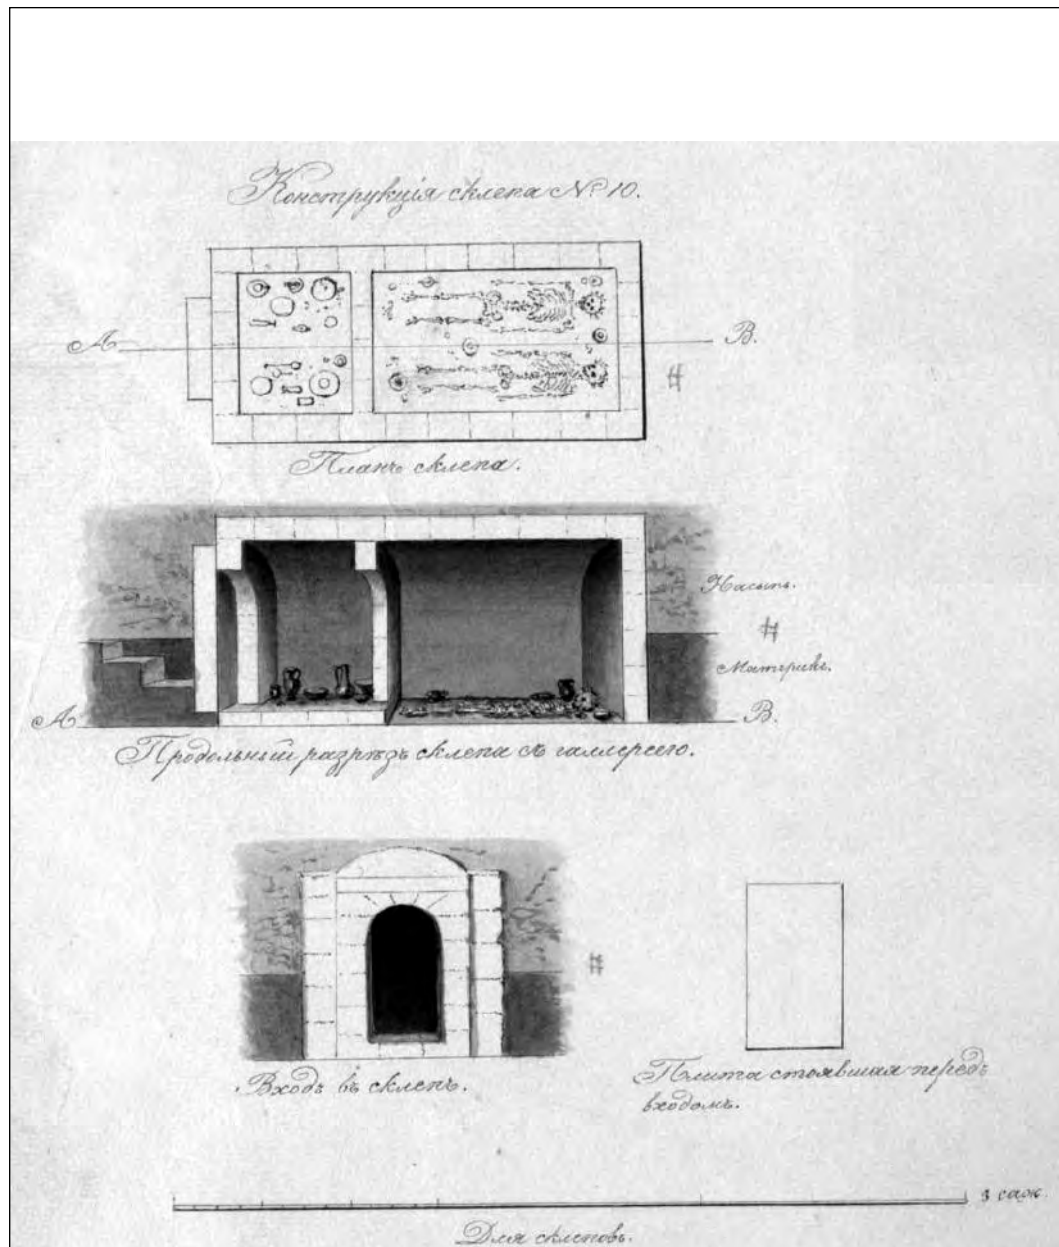 Конструкція склепа № 10.
A
B.
Планъ склепа.
Насыпь.
Материкъ.
A
B.
Продольный разрѣзъ склепа съ галлереею.
Входъ въ склепъ.
Плита стоявшая передъ
входомъ.
3 саж.
Для склеповъ.